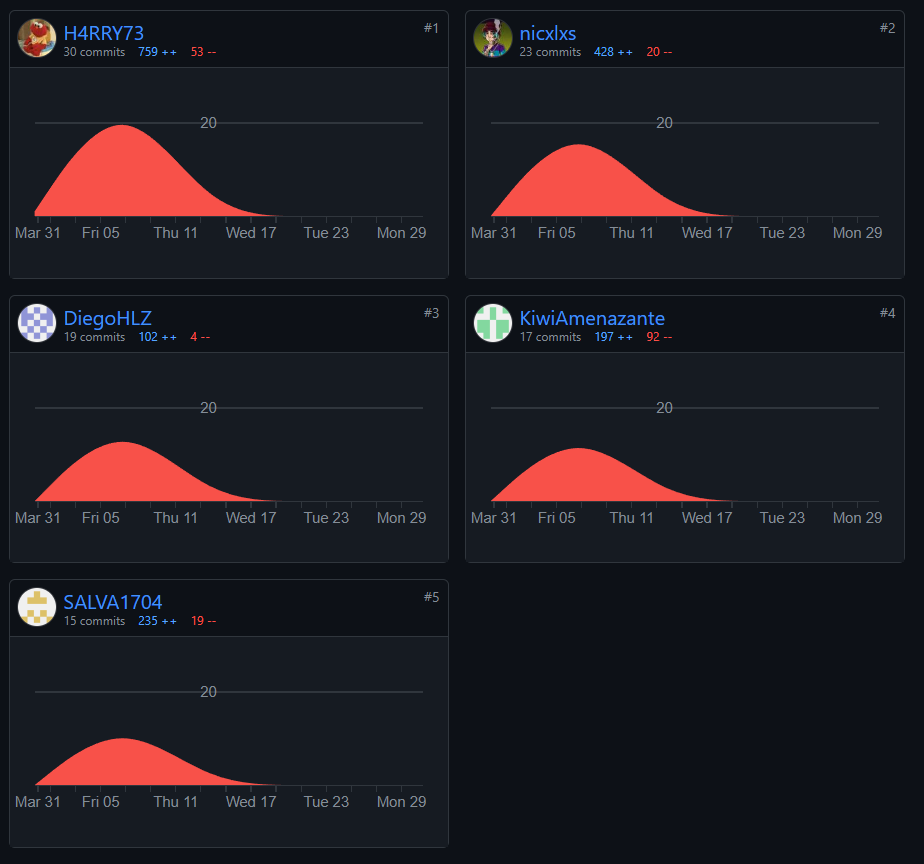 H4RRY73 #1
30 commits 759 ++ 53 --
20
Mar 31 Fri 05 Thu 11 Wed 17 Tue 23 Mon 29
nicxlxs #2
23 commits 428 ++ 20 --
20
Mar 31 Fri 05 Thu 11 Wed 17 Tue 23 Mon 29
DiegoHLZ #3
19 commits 102 ++ 4 --
20
Mar 31 Fri 05 Thu 11 Wed 17 Tue 23 Mon 29
KiwiAmenazante #4
17 commits 197 ++ 92 --
20
Mar 31 Fri 05 Thu 11 Wed 17 Tue 23 Mon 29
SALVA1704 #5
15 commits 235 ++ 19 --
20
Mar 31 Fri 05 Thu 11 Wed 17 Tue 23 Mon 29